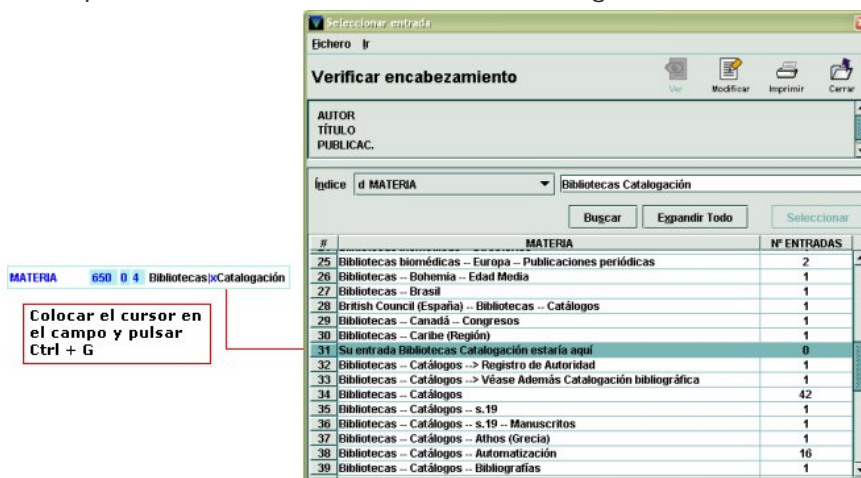 Seleccionar entrada
Fichero Ir
Verificar encabezamiento
Ver Modificar Imprimir Cerrar
AUTOR
TÍTULO
PUBLICAC.
Índice d MATERIA Bibliotecas Catalogación
Buscar Expandir Todo Seleccionar
# MATERIA Nº ENTRADAS
25 Bibliotecas biomédicas -- Europa -- Publicaciones periódicas 2
26 Bibliotecas -- Bohemia -- Edad Media 1
27 Bibliotecas -- Brasil 1
28 British Council (España) -- Bibliotecas -- Catálogos 1
29 Bibliotecas -- Canadá -- Congresos 1
30 Bibliotecas -- Caribe (Región) 1
31 Su entrada Bibliotecas Catalogación estaría aquí 0
32 Bibliotecas -- Catálogos --> Registro de Autoridad 1
33 Bibliotecas -- Catálogos --> Véase Además Catalogación bibliográfica 1
34 Bibliotecas -- Catálogos 42
35 Bibliotecas -- Catálogos -- s.19 1
36 Bibliotecas -- Catálogos -- s.19 -- Manuscritos 1
37 Bibliotecas -- Catálogos -- Athos (Grecia) 1
38 Bibliotecas -- Catálogos -- Automatización 16
39 Bibliotecas -- Catálogos -- Bibliografías 1
MATERIA 650 0 4 Bibliotecas|xCatalogación
Colocar el cursor en
el campo y pulsar
Ctrl + G